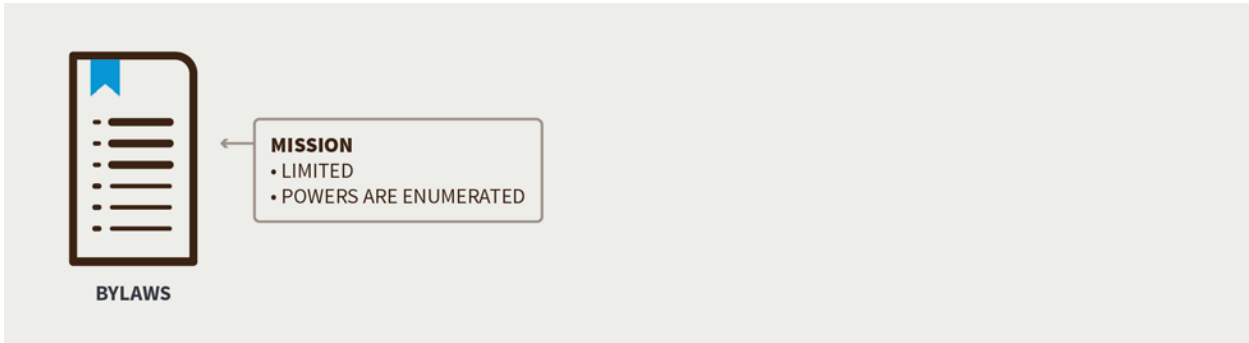 MISSION
• LIMITED
• POWERS ARE ENUMERATED
BYLAWS